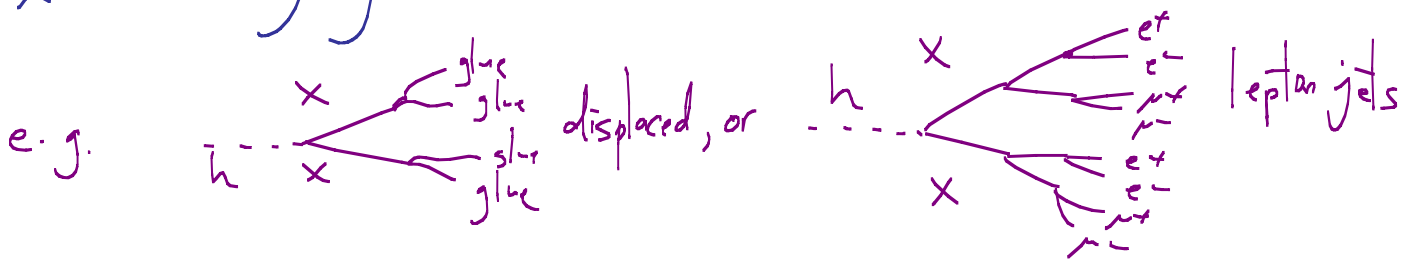 e.g.
h
x
x
glue
glue
glue
glue
displaced, or
h
x
x
e+
e-
μ+
μ-
e+
e-
μ+
μ-
lepton jets